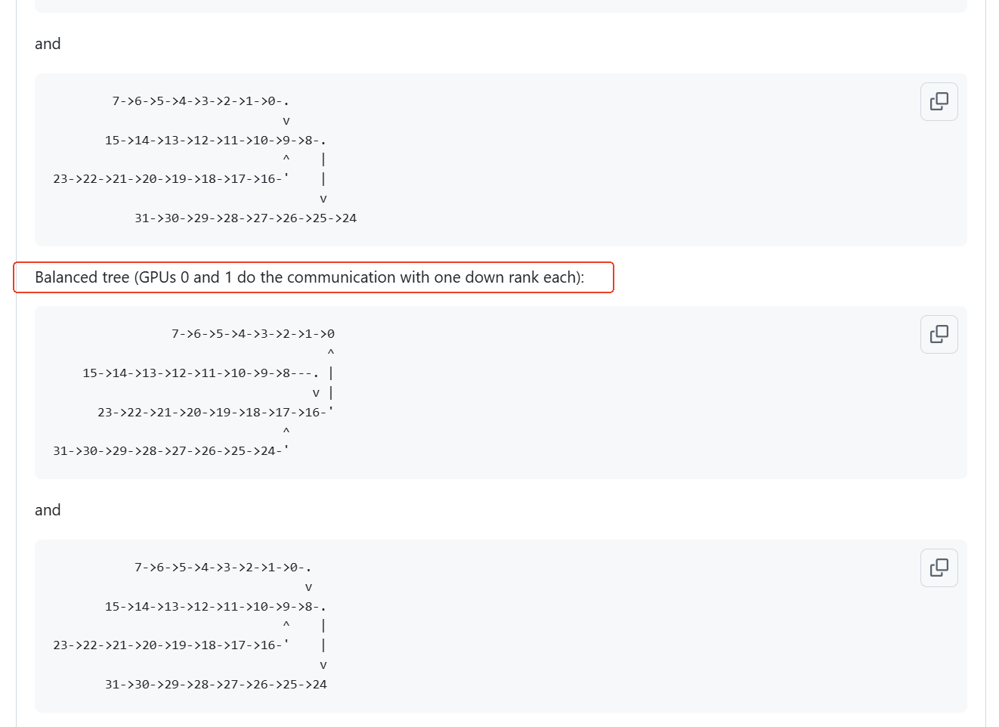 and
7->6->5->4->3->2->1->0-.
v
15->14->13->12->11->10->9->8-.
^    |
23->22->21->20->19->18->17->16-'    |
v
31->30->29->28->27->26->25->24
Balanced tree (GPUs 0 and 1 do the communication with one down rank each):
7->6->5->4->3->2->1->0
^
15->14->13->12->11->10->9->8---. |
v |
23->22->21->20->19->18->17->16-'
^
31->30->29->28->27->26->25->24-'
and
7->6->5->4->3->2->1->0-.
v
15->14->13->12->11->10->9->8-.
^    |
23->22->21->20->19->18->17->16-'    |
v
31->30->29->28->27->26->25->24